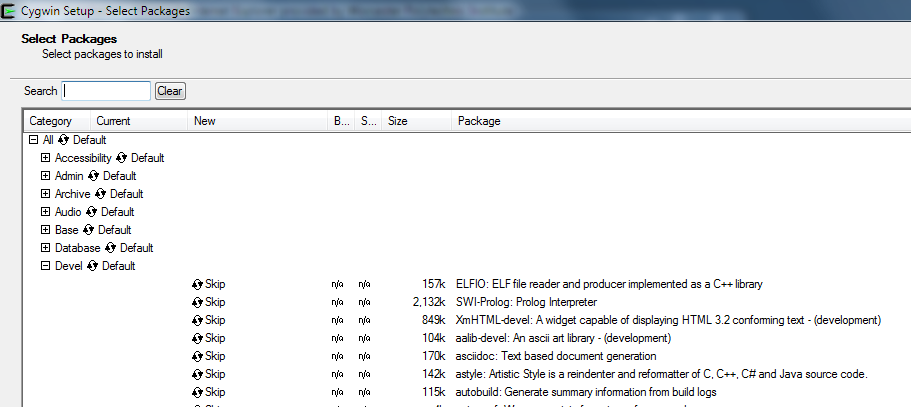 Cygwin Setup - Select Packages
Select Packages
Select packages to install
Search Clear
Category Current New B... S... Size Package
All Default
Accessibility Default
Admin Default
Archive Default
Audio Default
Base Default
Database Default
Devel Default
Skip n/a n/a 157k ELFIO: ELF file reader and producer implemented as a C++ library
Skip n/a n/a 2,132k SWI-Prolog: Prolog Interpreter
Skip n/a n/a 849k XmHTML-devel: A widget capable of displaying HTML 3.2 conforming text - (development)
Skip n/a n/a 104k aalib-devel: An ascii art library - (development)
Skip n/a n/a 170k asciidoc: Text based document generation
Skip n/a n/a 142k astyle: Artistic Style is a reindenter and reformatter of C, C++, C# and Java source code.
Skip n/a n/a 115k autobuild: Generate summary information from build logs